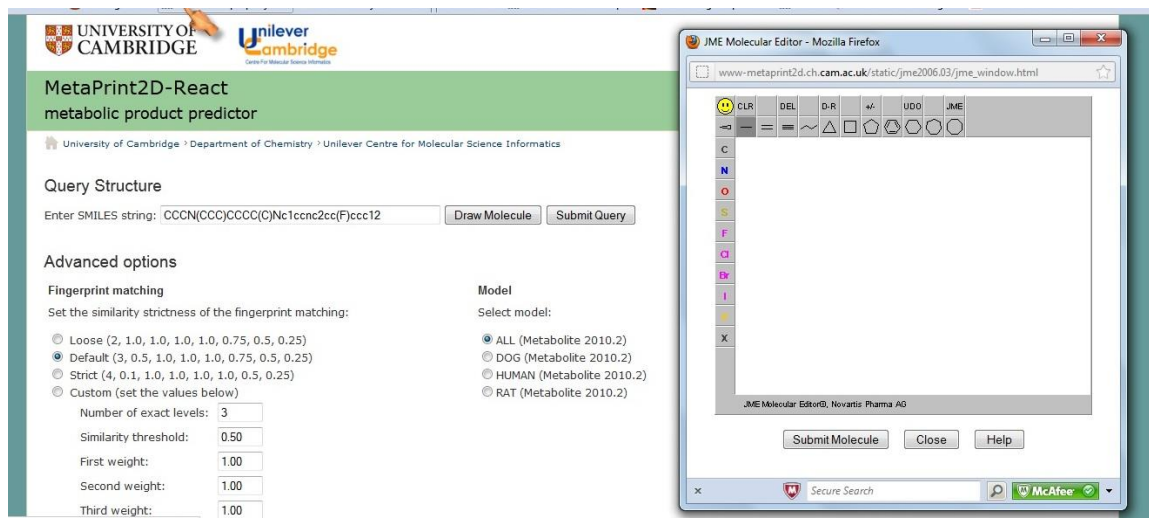 UNIVERSITY OF
CAMBRIDGE
Unilever
Cambridge
Centre For Molecular Science Informatics
MetaPrint2D-React
metabolic product predictor
University of Cambridge › Department of Chemistry › Unilever Centre for Molecular Science Informatics
Query Structure
Enter SMILES string: CCCN(CCC)CCCC(C)Nc1ccnc2cc(F)ccc12 Draw Molecule Submit Query
Advanced options
Fingerprint matching
Set the similarity strictness of the fingerprint matching:
Loose (2, 1.0, 1.0, 1.0, 1.0, 0.75, 0.5, 0.25)
Default (3, 0.5, 1.0, 1.0, 1.0, 0.75, 0.5, 0.25)
Strict (4, 0.1, 1.0, 1.0, 1.0, 1.0, 0.5, 0.25)
Custom (set the values below)
Number of exact levels: 3
Similarity threshold: 0.50
First weight: 1.00
Second weight: 1.00
Third weight: 1.00
Model
Select model:
ALL (Metabolite 2010.2)
DOG (Metabolite 2010.2)
HUMAN (Metabolite 2010.2)
RAT (Metabolite 2010.2)
JME Molecular Editor - Mozilla Firefox
www-metaprint2d.ch.cam.ac.uk/static/jme2006.03/jme_window.html
CLR DEL D-R +/- UDO JME
C
N
O
S
F
Cl
Br
I
X
JME Molecular Editor©, Novartis Pharma AG
Submit Molecule Close Help
x Secure Search McAfee